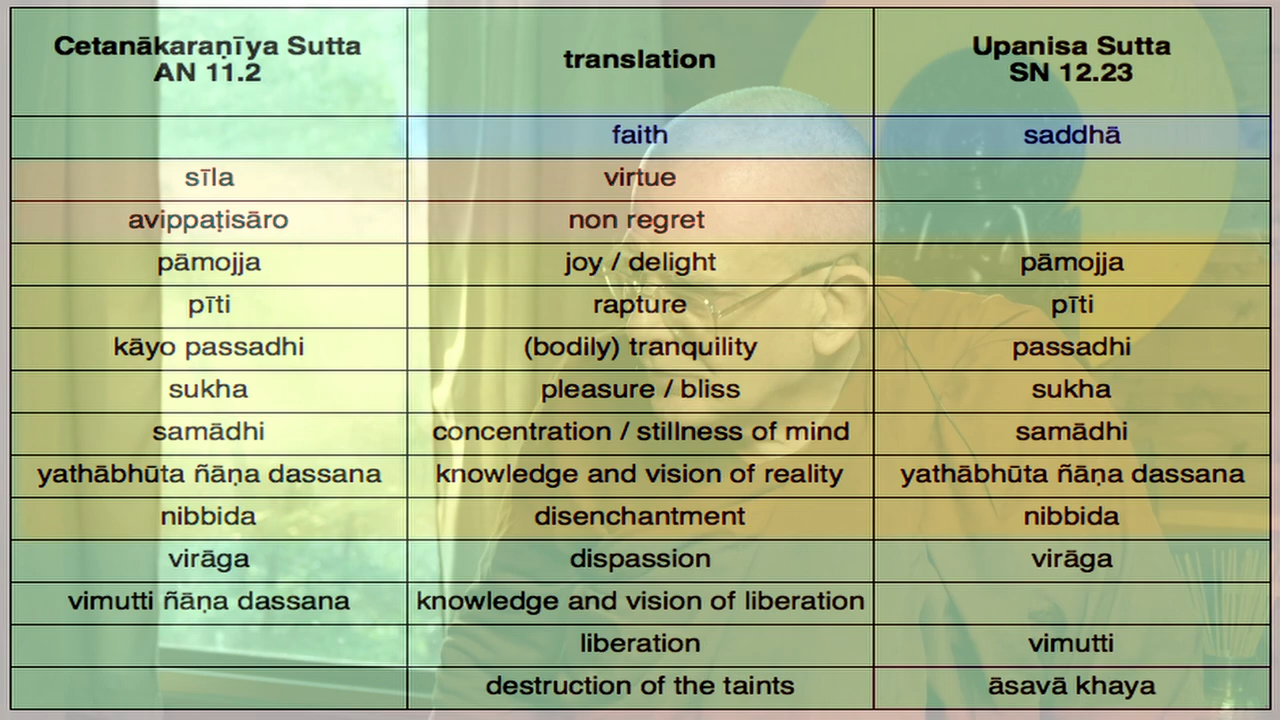 Cetanākaraṇīya Sutta
AN 11.2
translation
Upanisa Sutta
SN 12.23
faith
saddhā
sīla
virtue
avippaṭisāro
non regret
pāmojja
joy / delight
pāmojja
pīti
rapture
pīti
kāyo passadhi
(bodily) tranquility
passadhi
sukha
pleasure / bliss
sukha
samādhi
concentration / stillness of mind
samādhi
yathābhūta ñāṇa dassana
knowledge and vision of reality
yathābhūta ñāṇa dassana
nibbida
disenchantment
nibbida
virāga
dispassion
virāga
vimutti ñāṇa dassana
knowledge and vision of liberation
liberation
vimutti
destruction of the taints
āsavā khaya